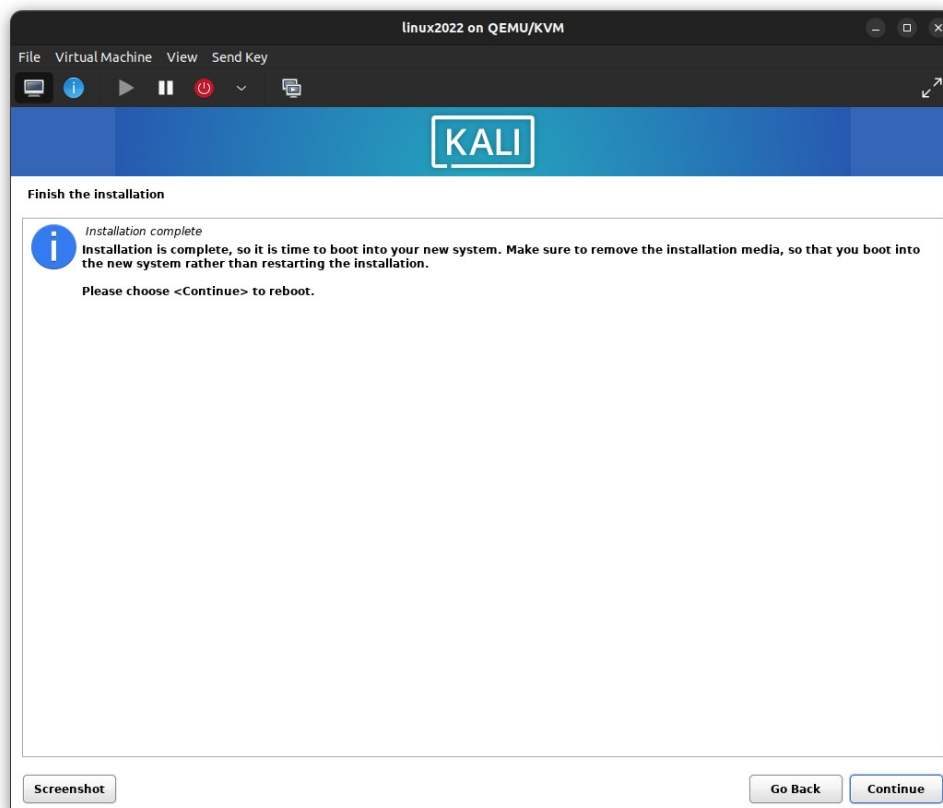 linux2022 on QEMU/KVM
File Virtual Machine View Send Key
KALI
Finish the installation
Installation complete
Installation is complete, so it is time to boot into your new system. Make sure to remove the installation media, so that you boot into
the new system rather than restarting the installation.
Please choose <Continue> to reboot.
Screenshot Go Back Continue